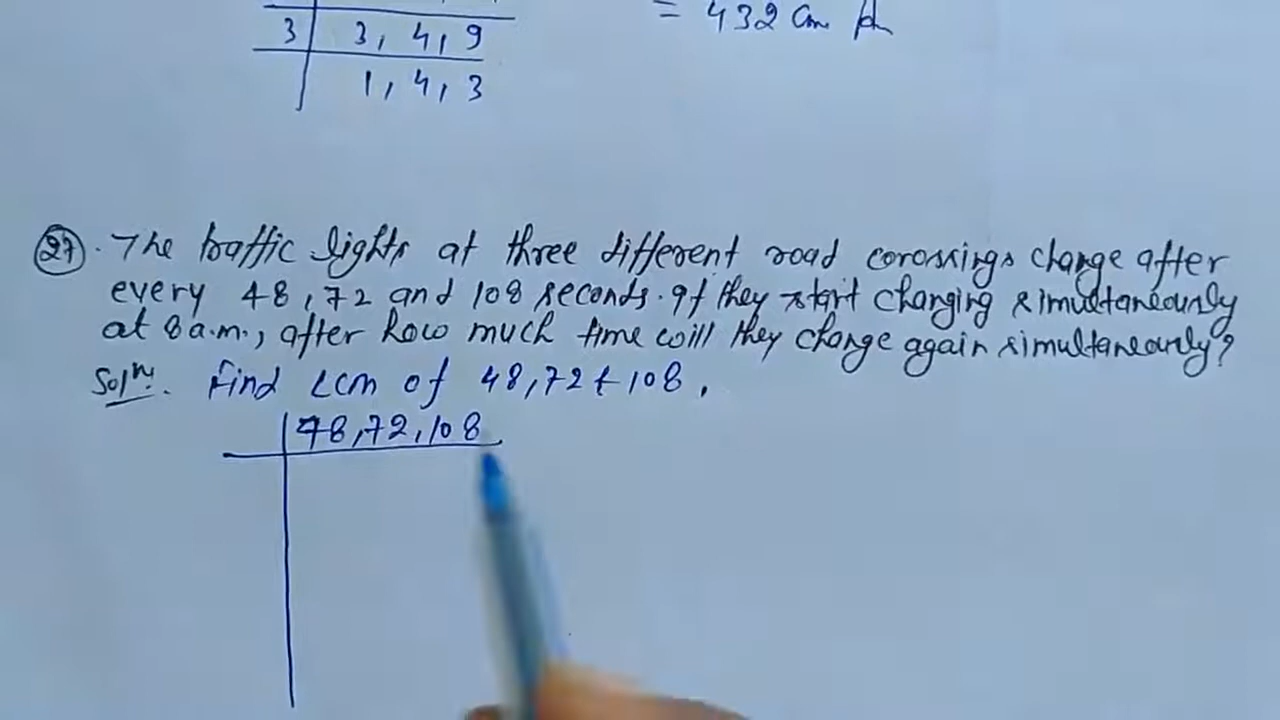 = 432 cm
3 | 3, 4, 9
1, 4, 3
27. The traffic lights at three different road crossings change after
every 48, 72 and 108 seconds. If they start changing simultaneously
at 8 a.m., after how much time will they change again simultaneously?
Solⁿ. Find LCM of 48, 72 & 108.
48, 72, 108